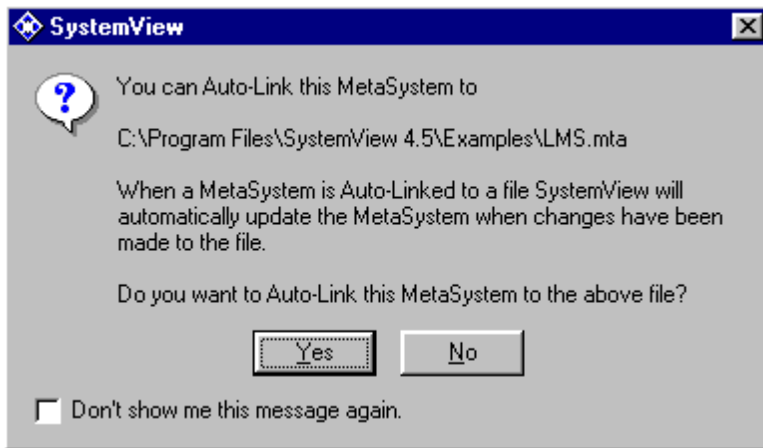 SystemView
You can Auto-Link this MetaSystem to
C:\Program Files\SystemView 4.5\Examples\LMS.mta
When a MetaSystem is Auto-Linked to a file SystemView will
automatically update the MetaSystem when changes have been
made to the file.
Do you want to Auto-Link this MetaSystem to the above file?
Yes
No
Don't show me this message again.